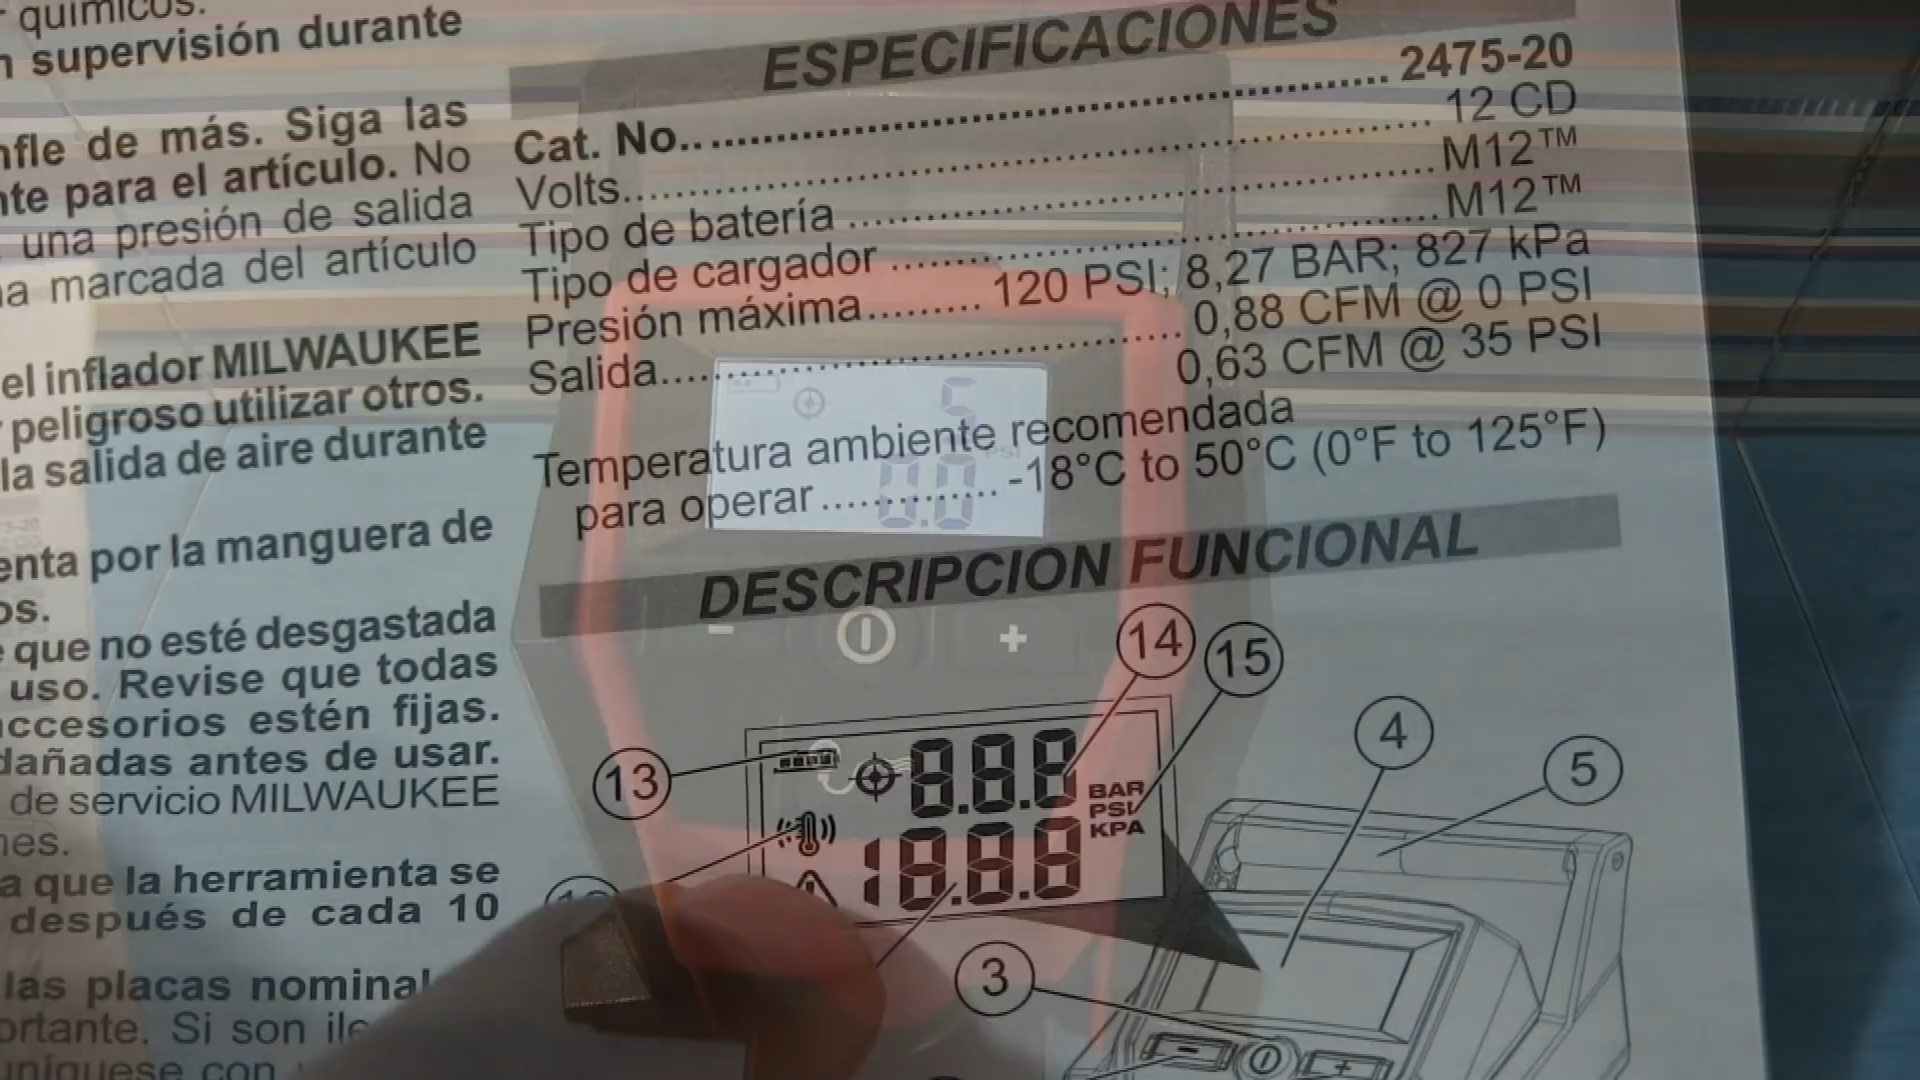 químicos.
supervisión durante
nfle de más. Siga las
nte para el artículo. No
una presión de salida
marcada del artículo
el inflador MILWAUKEE
peligroso utilizar otros.
la salida de aire durante
por la manguera de
os.
que no esté desgastada
uso. Revise que todas
accesorios estén fijas.
dañadas antes de usar.
de servicio MILWAUKEE
nes.
a que la herramienta se
después de cada 10
las placas
Si son
con
ESPECIFICACIONES
Cat. No. 2475-20
Volts 12 CD
Tipo de batería M12™
Tipo de cargador M12™
Presión máxima 120 PSI; 8,27 BAR; 827 kPa
Salida 0,88 CFM @ 0 PSI
0,63 CFM @ 35 PSI
Temperatura ambiente recomendada
para operar -18°C to 50°C (0°F to 125°F)
5
PSI
0.0
DESCRIPCION FUNCIONAL
- +
14
15
4
5
13
8.8.8
BAR
PSI
KPA
188.8
3
- +